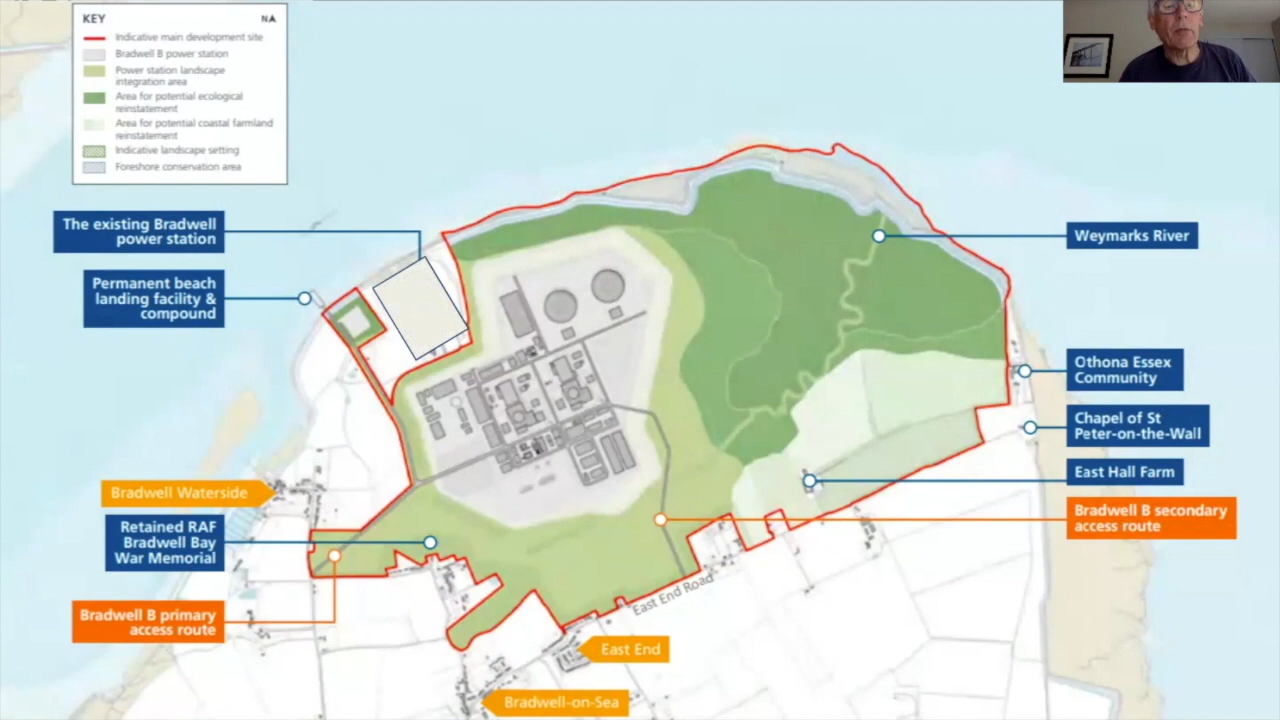 KEY
N
Indicative main development site
Bradwell B power station
Power station landscape
integration area
Area for potential ecological
reinstatement
Area for potential coastal farmland
reinstatement
Indicative landscape setting
Foreshore conservation area
The existing Bradwell
power station
Permanent beach
landing facility &
compound
Weymarks River
Othona Essex
Community
Chapel of St
Peter-on-the-Wall
East Hall Farm
Bradwell Waterside
Retained RAF
Bradwell Bay
War Memorial
Bradwell B secondary
access route
Bradwell B primary
access route
East End Road
East End
Bradwell-on-Sea